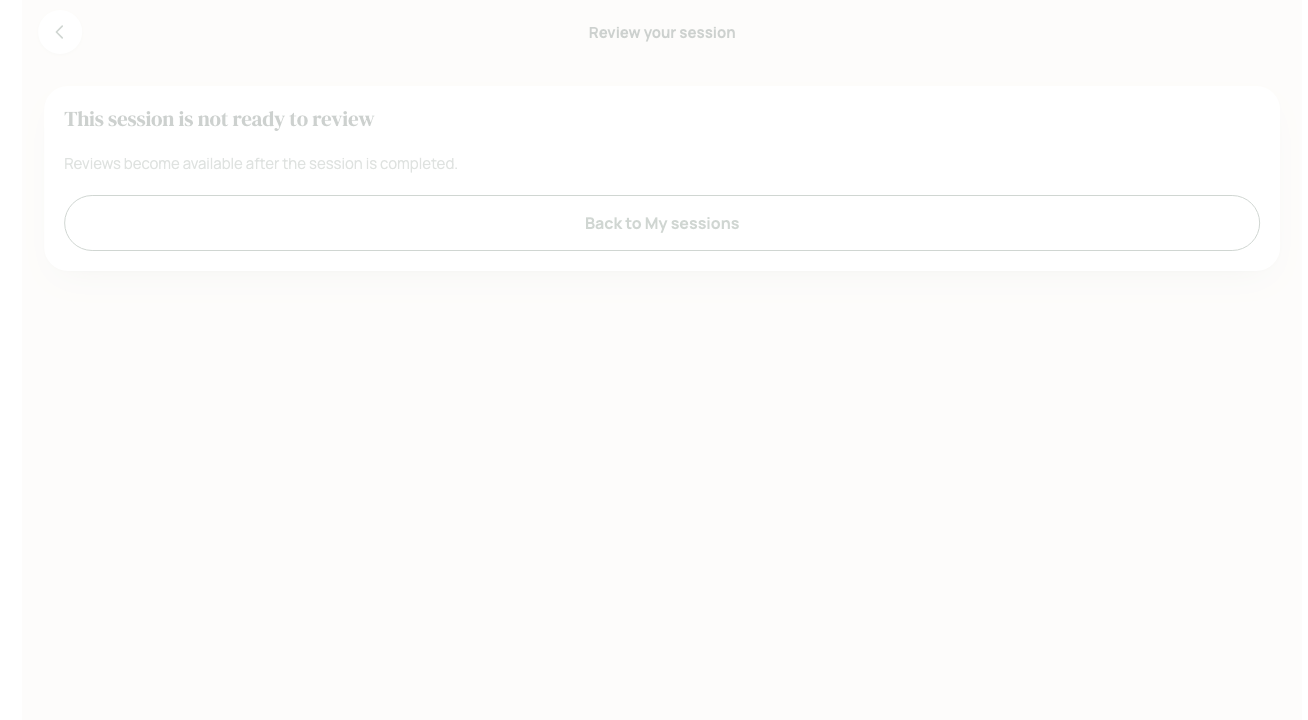 Review your session
This session is not ready to review
Reviews become available after the session is completed.
Back to My sessions